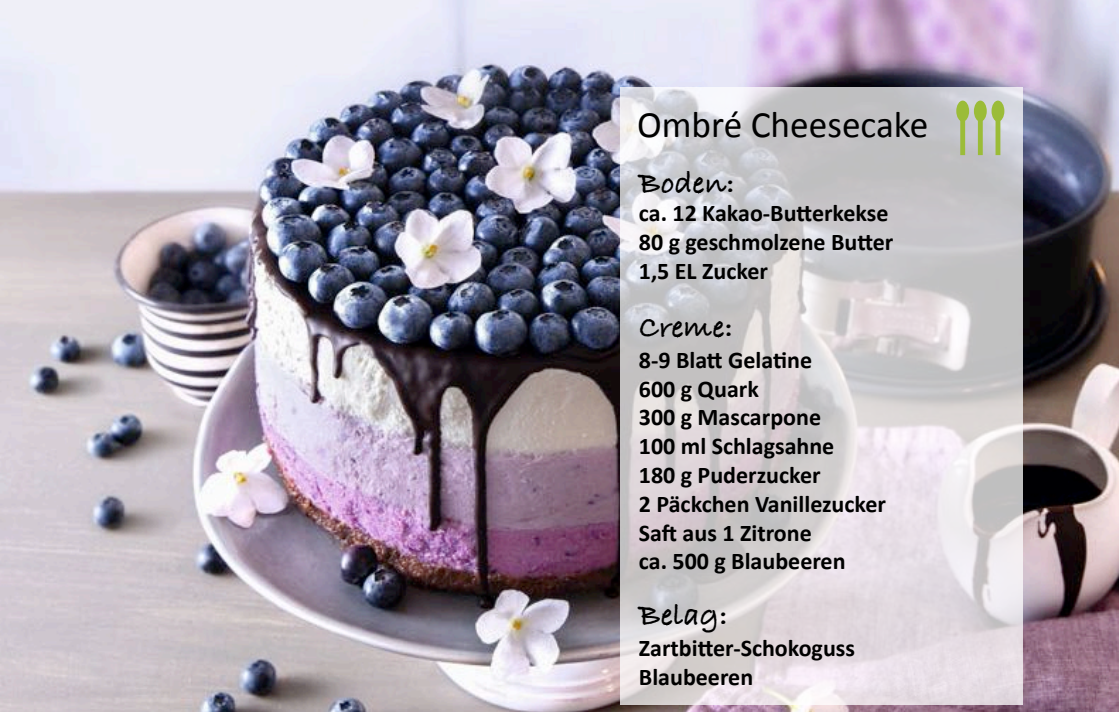 Ombré Cheesecake
Boden:
ca. 12 Kakao-Butterkekse
80 g geschmolzene Butter
1,5 EL Zucker
Creme:
8-9 Blatt Gelatine
600 g Quark
300 g Mascarpone
100 ml Schlagsahne
180 g Puderzucker
2 Päckchen Vanillezucker
Saft aus 1 Zitrone
ca. 500 g Blaubeeren
Belag:
Zartbitter-Schokoguss
Blaubeeren